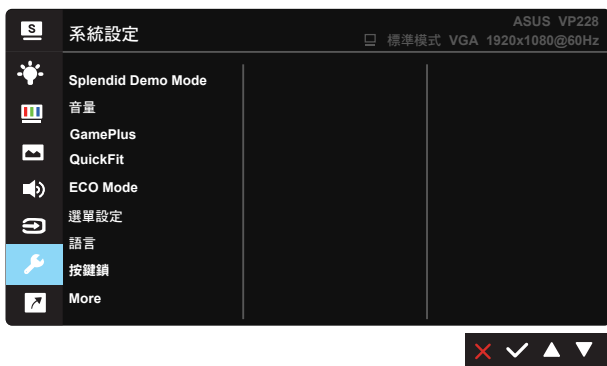 S
系統設定
ASUS VP228
標準模式 VGA 1920x1080@60Hz
Splendid Demo Mode
音量
GamePlus
QuickFit
ECO Mode
選單設定
語言
按鍵鎖
More